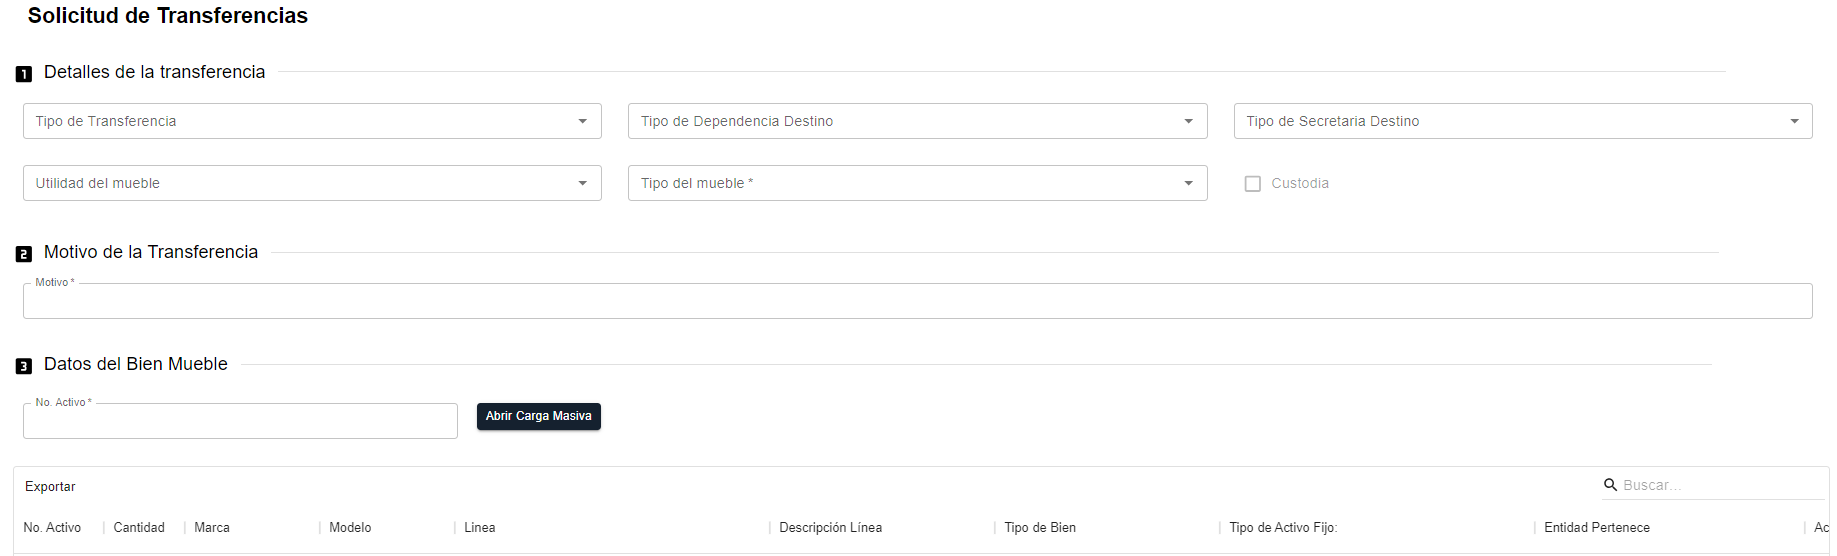 Solicitud de Transferencias
1 Detalles de la transferencia
Tipo de Transferencia Tipo de Dependencia Destino Tipo de Secretaria Destino
Utilidad del mueble Tipo del mueble * Custodia
2 Motivo de la Transferencia
Motivo *
3 Datos del Bien Mueble
No. Activo *
Abrir Carga Masiva
Exportar Buscar...
No. Activo Cantidad Marca Modelo Linea Descripción Línea Tipo de Bien Tipo de Activo Fijo: Entidad Pertenece Ac